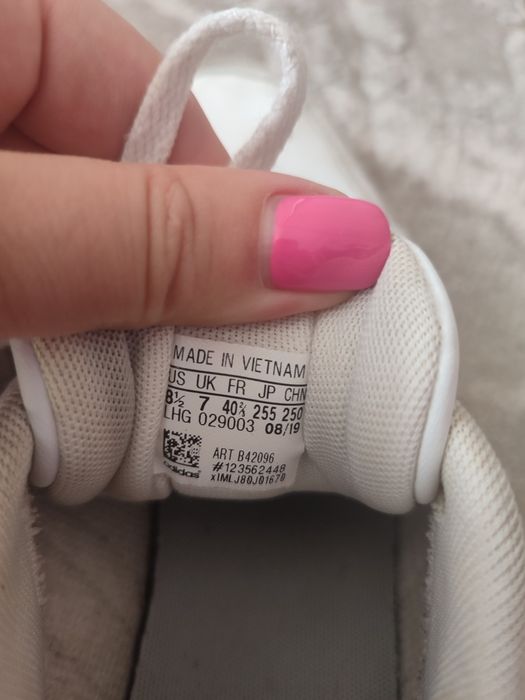 MADE IN VIETNAM
US UK FR JP CHN
8½ 7 40⅔ 255 250
LHG 029003 08/19
ART B42096
#123562448
xIMLJ80J01670
adidas